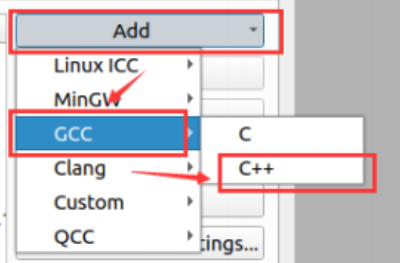 Add
Linux ICC
MinGW
GCC
C
Clang
C++
Custom
QCC
tings...